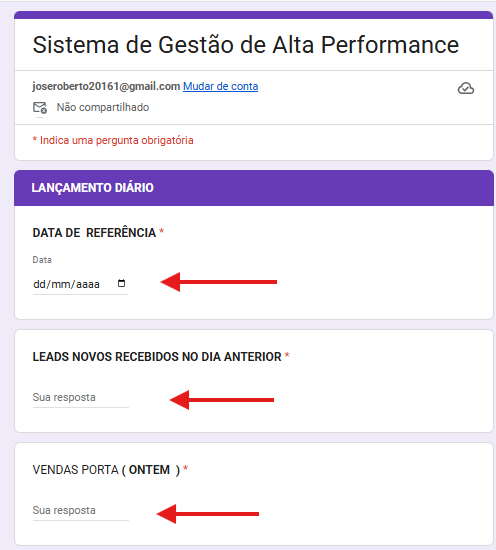 Sistema de Gestão de Alta Performance
joseroberto20161@gmail.com Mudar de conta
Não compartilhado
* Indica uma pergunta obrigatória
LANÇAMENTO DIÁRIO
DATA DE  REFERÊNCIA *
Data
dd/mm/aaaa
LEADS NOVOS RECEBIDOS NO DIA ANTERIOR *
Sua resposta
VENDAS PORTA ( ONTEM  ) *
Sua resposta